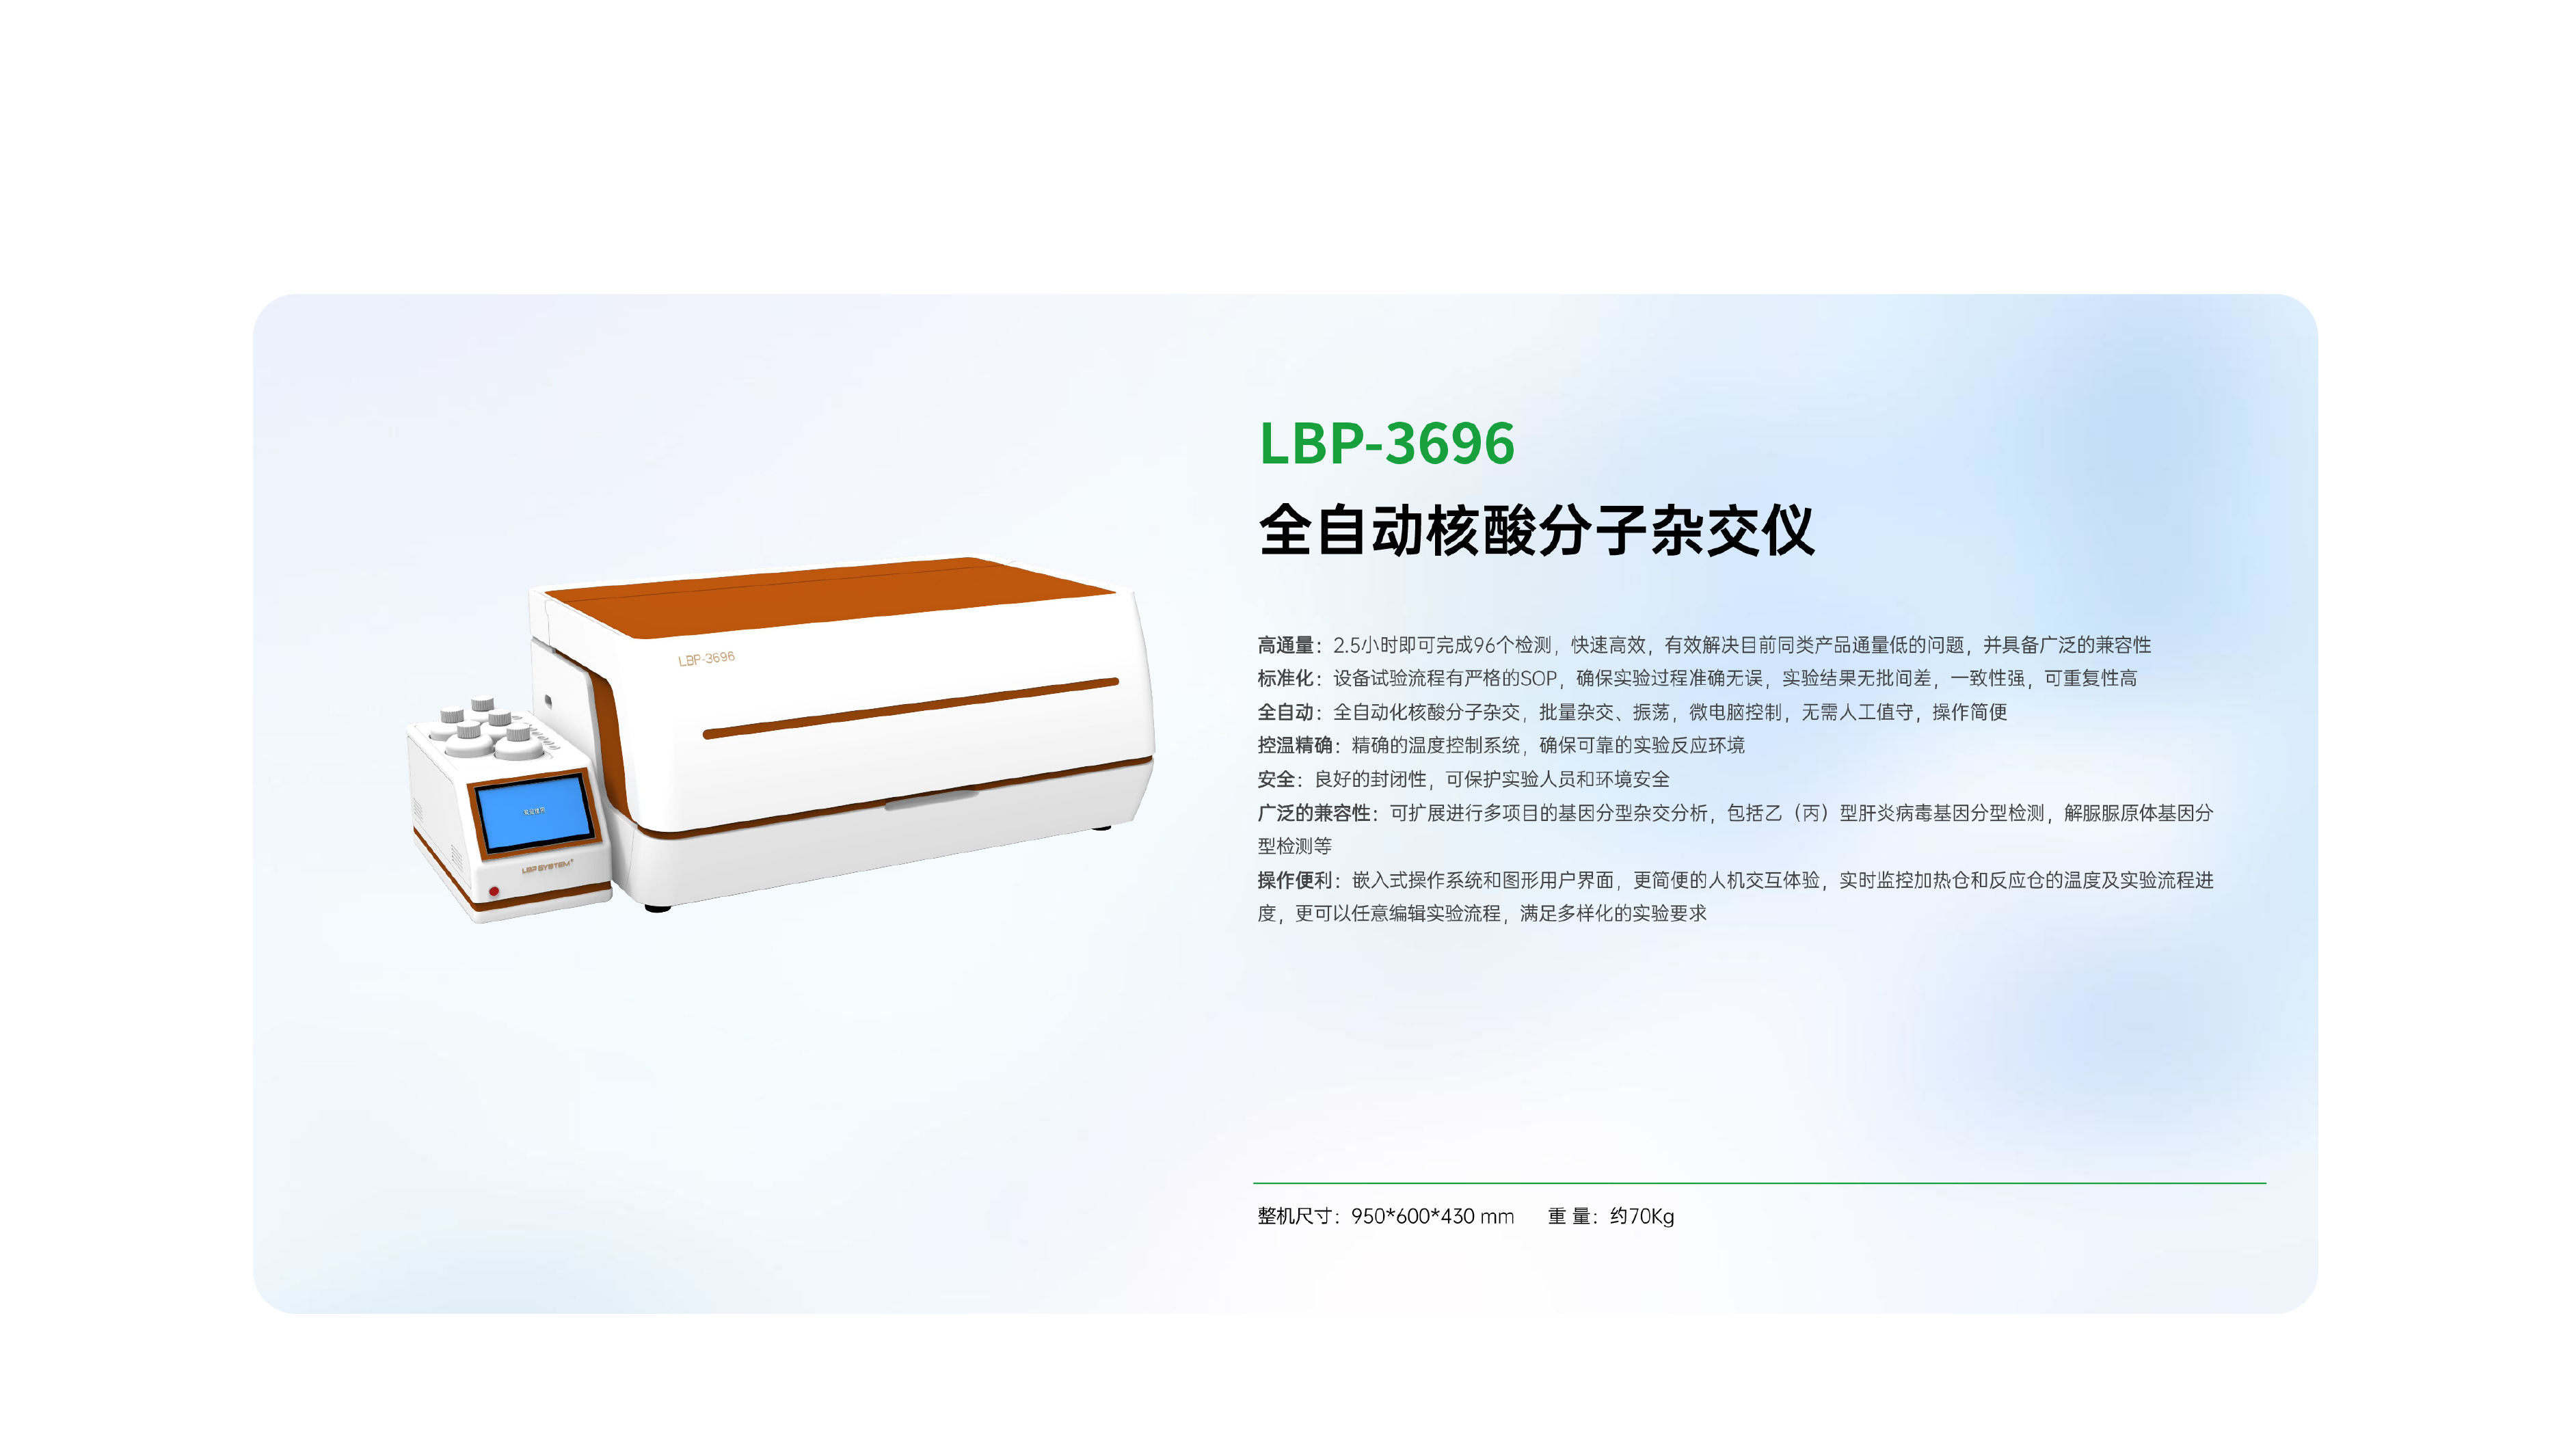 LBP-3696
全自动核酸分子杂交仪
高通量：2.5小时即可完成96个检测，快速高效，有效解决目前同类产品通量低的问题，并具备广泛的兼容性
标准化：设备试验流程有严格的SOP，确保实验过程准确无误，实验结果无批间差，一致性强，可重复性高
全自动：全自动化核酸分子杂交，批量杂交、振荡，微电脑控制，无需人工值守，操作简便
控温精确：精确的温度控制系统，确保可靠的实验反应环境
安全：良好的封闭性，可保护实验人员和环境安全
广泛的兼容性：可扩展进行多项目的基因分型杂交分析，包括乙（丙）型肝炎病毒基因分型检测，解脲脲原体基因分
型检测等
操作便利：嵌入式操作系统和图形用户界面，更简便的人机交互体验，实时监控加热仓和反应仓的温度及实验流程进
度，更可以任意编辑实验流程，满足多样化的实验要求
整机尺寸：950*600*430 mm 重 量：约70Kg
LBP-3696
LBP SYSTEM+